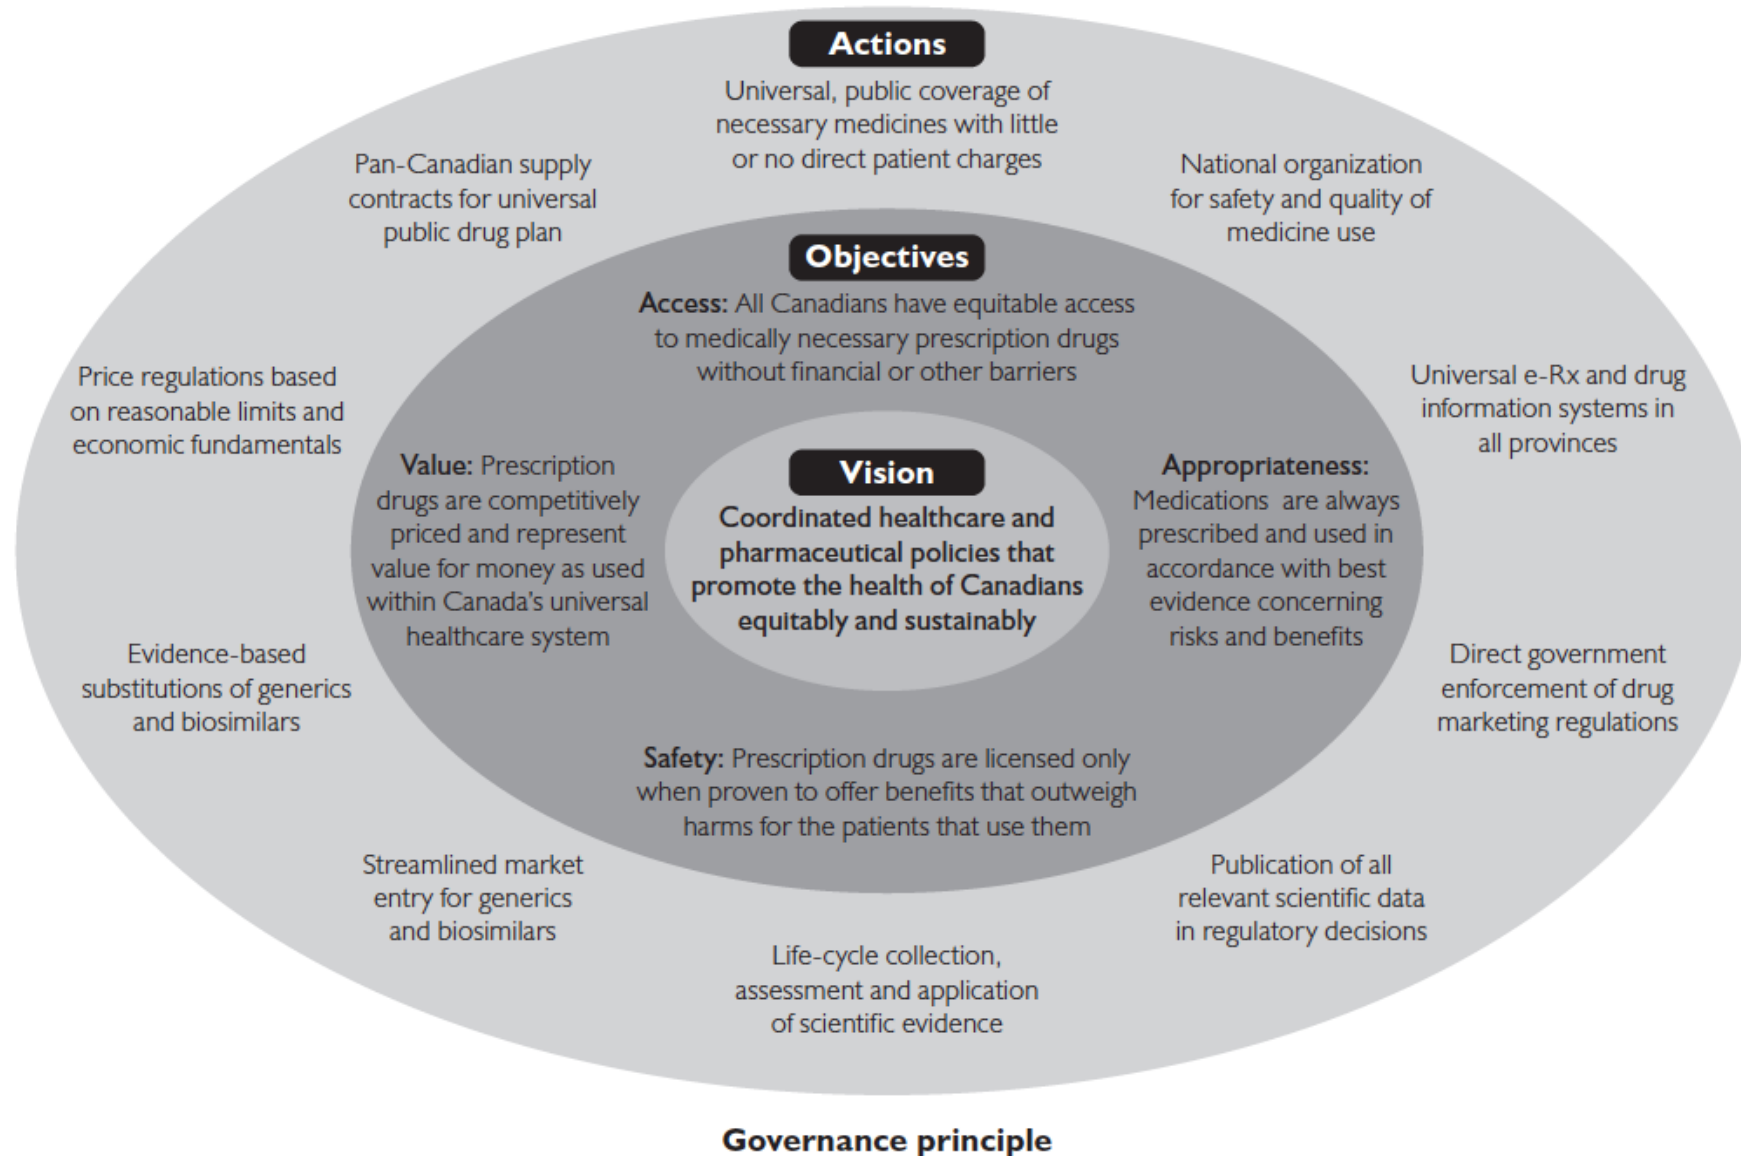 Actions
Universal, public coverage of
necessary medicines with little
or no direct patient charges
Pan-Canadian supply
contracts for universal
public drug plan
National organization
for safety and quality of
medicine use
Objectives
Access: All Canadians have equitable access
to medically necessary prescription drugs
without financial or other barriers
Price regulations based
on reasonable limits and
economic fundamentals
Universal e-Rx and drug
information systems in
all provinces
Value: Prescription
drugs are competitively
priced and represent
value for money as used
within Canada's universal
healthcare system
Vision
Coordinated healthcare and
pharmaceutical policies that
promote the health of Canadians
equitably and sustainably
Appropriateness:
Medications are always
prescribed and used in
accordance with best
evidence concerning
risks and benefits
Evidence-based
substitutions of generics
and biosimilars
Direct government
enforcement of drug
marketing regulations
Safety: Prescription drugs are licensed only
when proven to offer benefits that outweigh
harms for the patients that use them
Streamlined market
entry for generics
and biosimilars
Publication of all
relevant scientific data
in regulatory decisions
Life-cycle collection,
assessment and application
of scientific evidence
Governance principle